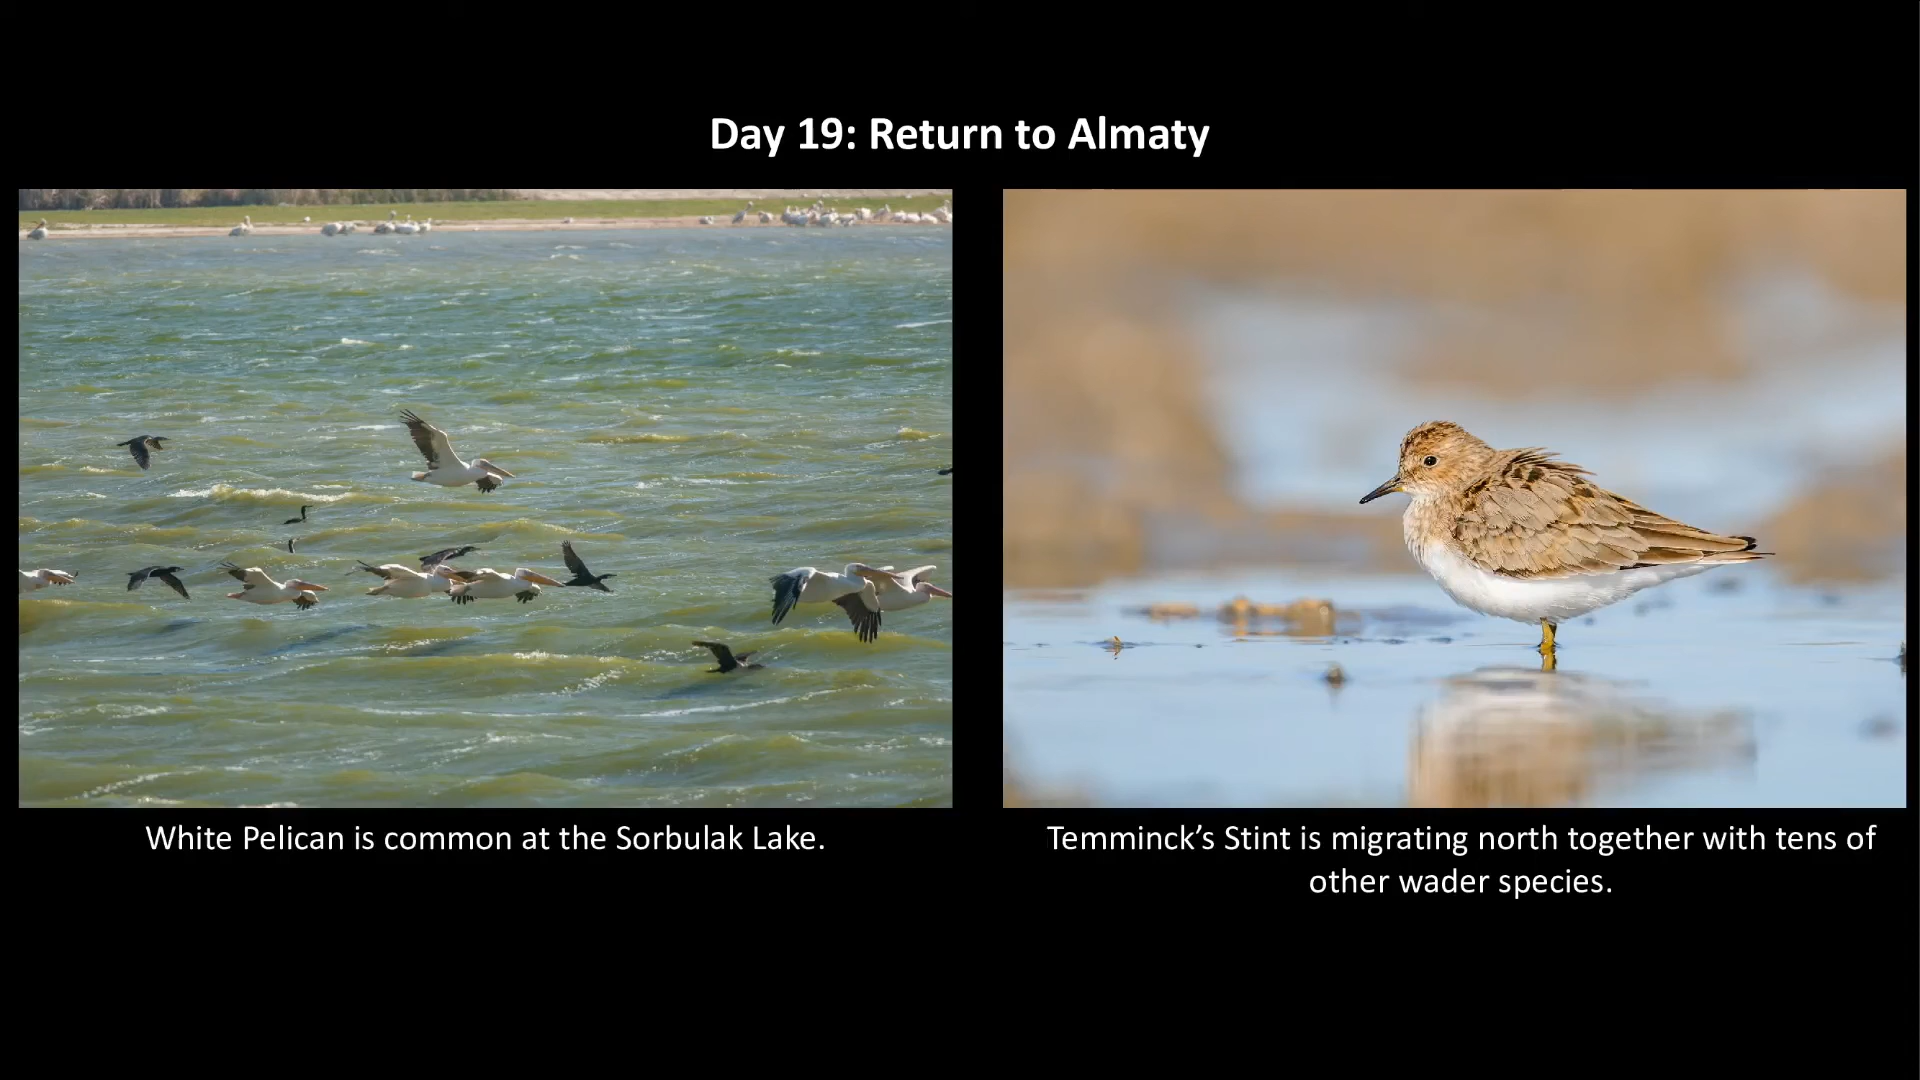 Day 19: Return to Almaty
White Pelican is common at the Sorbulak Lake.
Temminck’s Stint is migrating north together with tens of
other wader species.